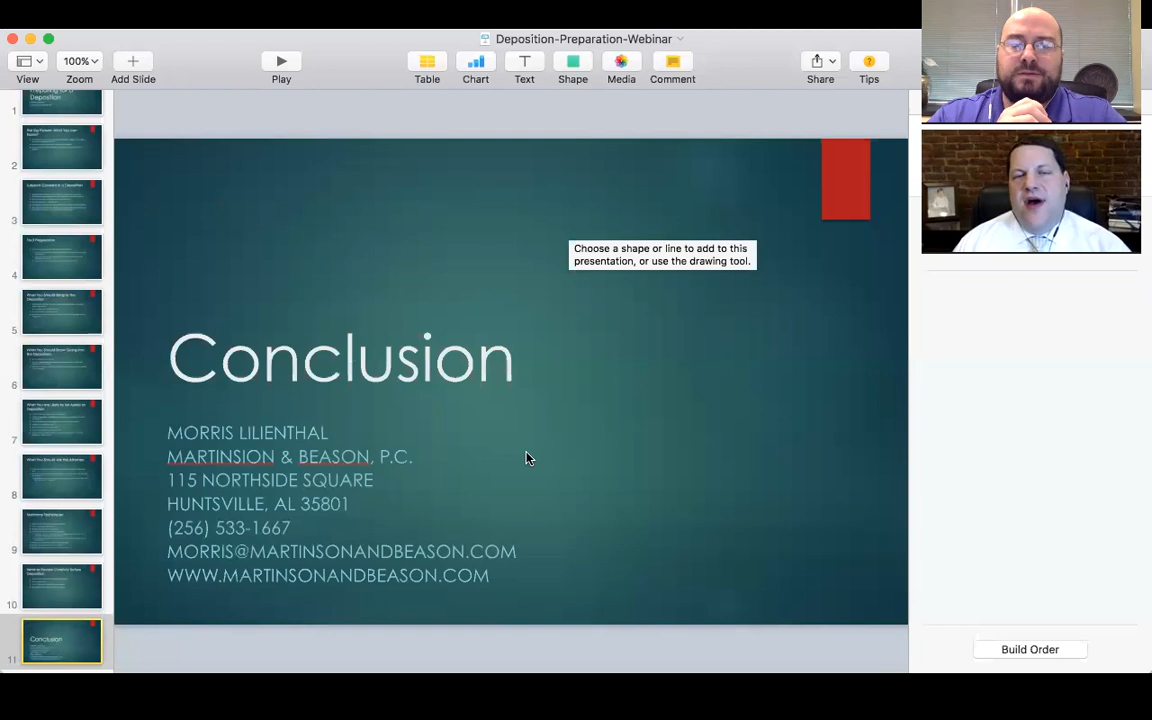 Deposition-Preparation-Webinar
100%
View
Zoom
Add Slide
Play
Table
Chart
Text
Shape
Media
Comment
Share
Tips
1
2
3
4
5
6
7
8
9
10
11
Conclusion
Choose a shape or line to add to this
presentation, or use the drawing tool.
Conclusion
MORRIS LILIENTHAL
MARTINSION & BEASON, P.C.
115 NORTHSIDE SQUARE
HUNTSVILLE, AL 35801
(256) 533-1667
MORRIS@MARTINSONANDBEASON.COM
WWW.MARTINSONANDBEASON.COM
Build Order